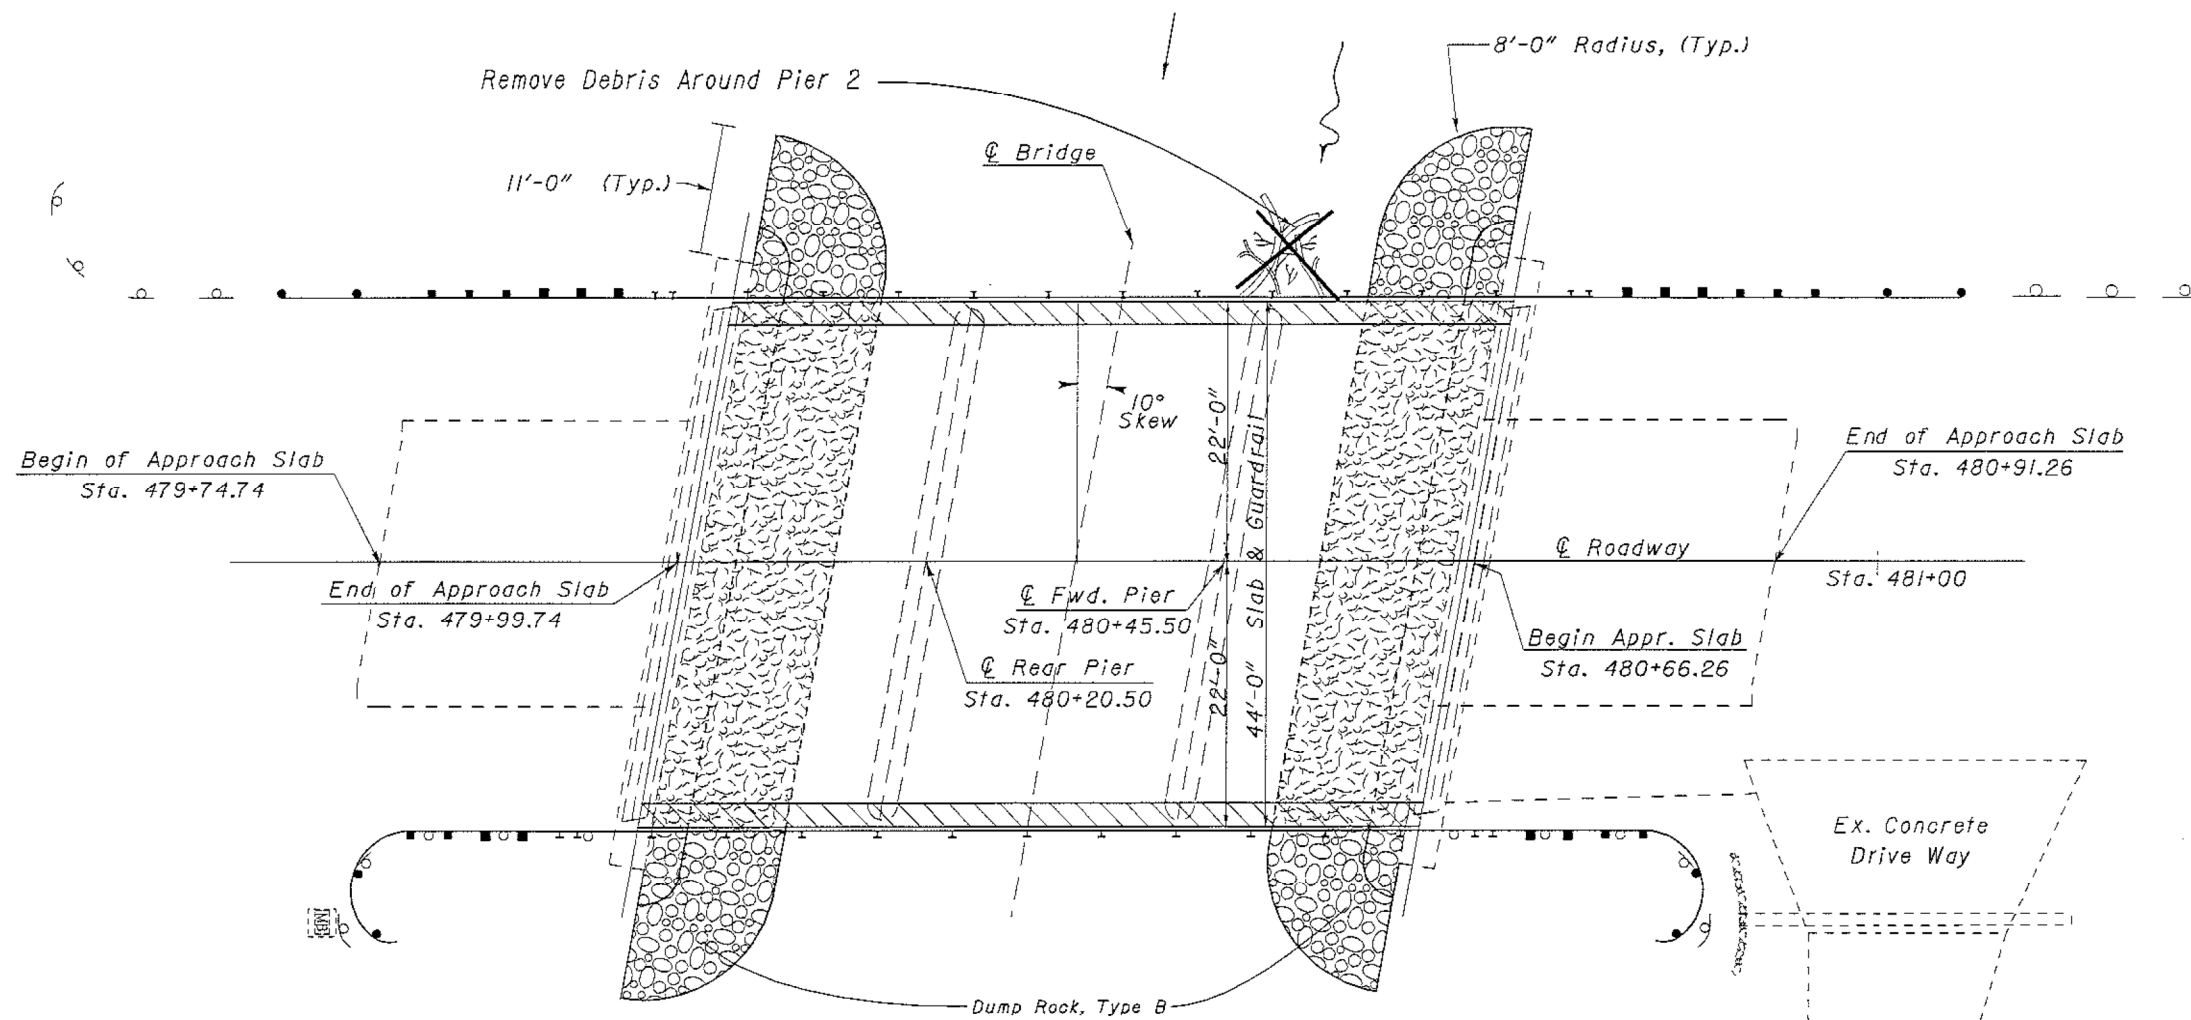 8'-0" Radius, (Typ.)
Remove Debris Around Pier 2
℄ Bridge
11'-0" (Typ.)
10°
Skew
22'-0"
44'-0" Slab & Guardrail
22'-0"
Begin of Approach Slab
Sta. 479+74.74
End of Approach Slab
Sta. 480+91.26
℄ Roadway
Sta. 481+00
End of Approach Slab
Sta. 479+99.74
℄ Fwd. Pier
Sta. 480+45.50
℄ Rear Pier
Sta. 480+20.50
Begin Appr. Slab
Sta. 480+66.26
Ex. Concrete
Drive Way
MB
Dump Rock, Type B